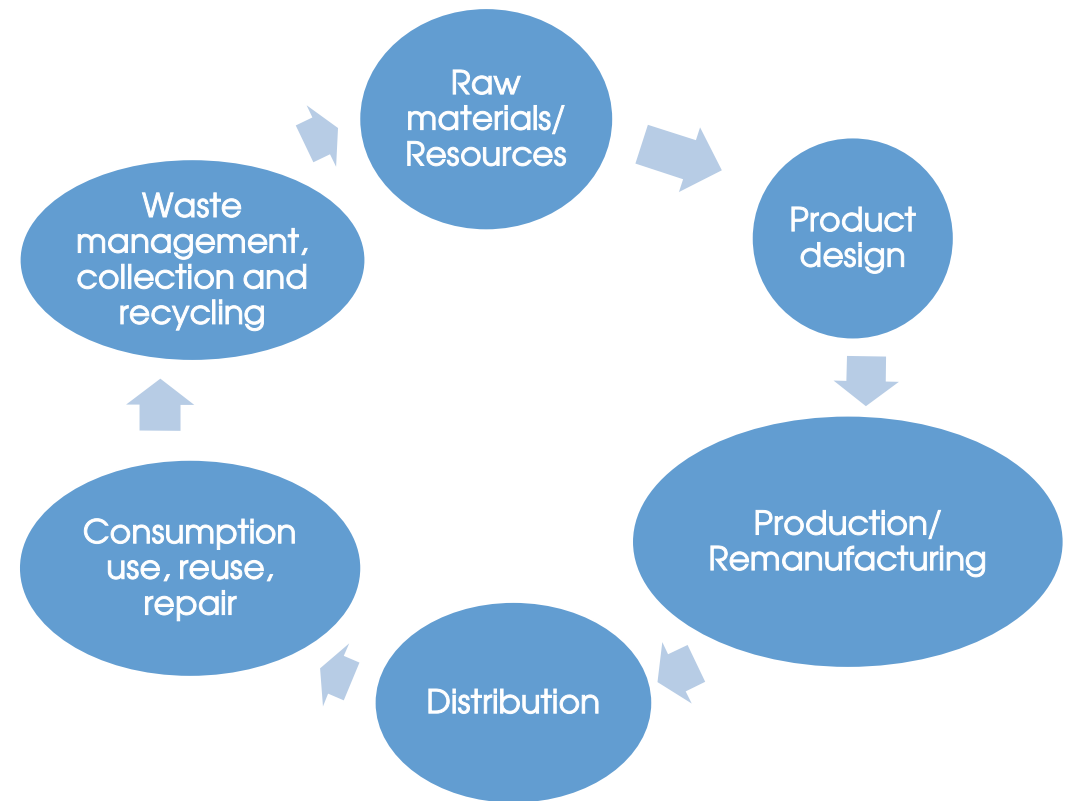 Raw
materials/
Resources
Product
design
Production/
Remanufacturing
Distribution
Consumption
use, reuse,
repair
Waste
management,
collection and
recycling